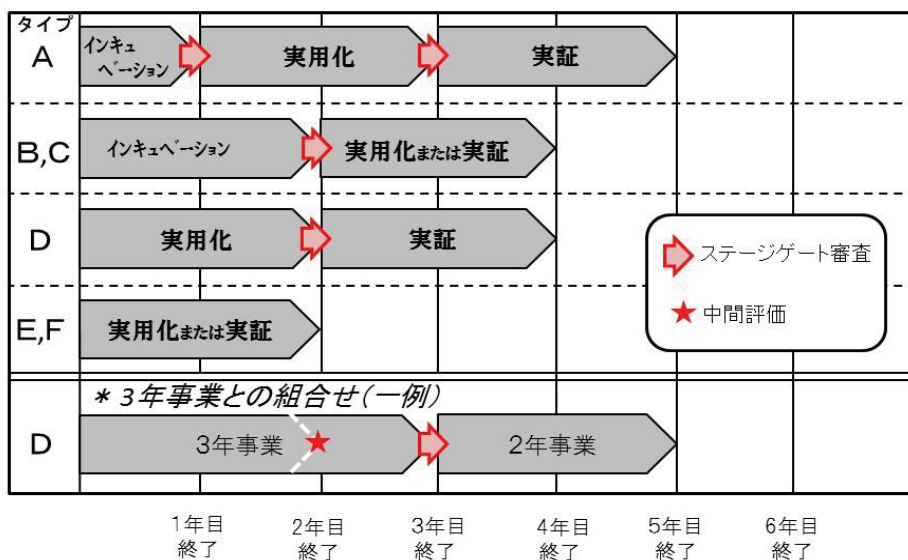 タイプ
A
インキュ
ベーション
実用化
実証
B,C
インキュベーション
実用化または実証
D
実用化
実証
ステージゲート審査
中間評価
E,F
実用化または実証
＊3年事業との組合せ(一例)
D
3年事業
2年事業
1年目
終了
2年目
終了
3年目
終了
4年目
終了
5年目
終了
6年目
終了